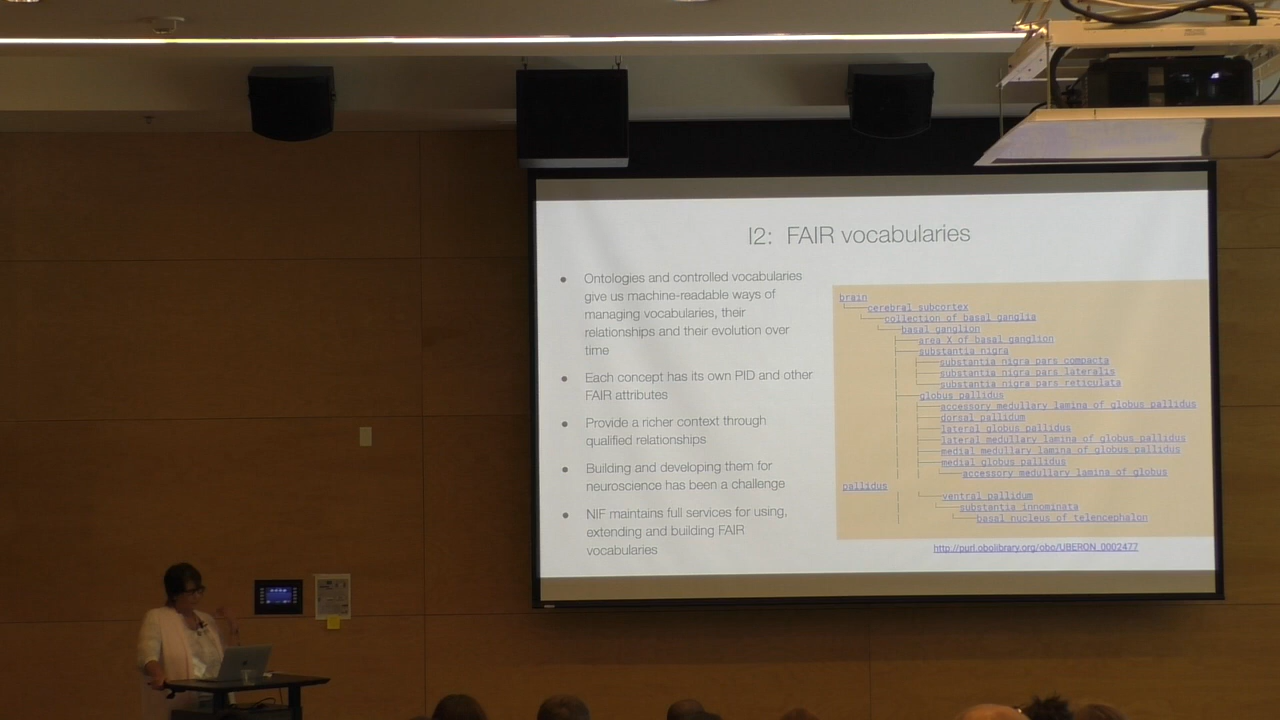 I2: FAIR vocabularies
● Ontologies and controlled vocabularies
give us machine-readable ways of
managing vocabularies, their
relationships and their evolution over
time
● Each concept has its own PID and other
FAIR attributes
● Provide a richer context through
qualified relationships
● Building and developing them for
neuroscience has been a challenge
● NIF maintains full services for using,
extending and building FAIR
vocabularies
brain
cerebral subcortex
collection of basal ganglia
basal ganglion
area X of basal ganglion
substantia nigra
substantia nigra pars compacta
substantia nigra pars lateralis
substantia nigra pars reticulata
globus pallidus
accessory medullary lamina of globus pallidus
dorsal pallidum
lateral globus pallidus
lateral medullary lamina of globus pallidus
medial medullary lamina of globus pallidus
medial globus pallidus
accessory medullary lamina of globus
pallidus
ventral pallidum
substantia innominata
basal nucleus of telencephalon
http://purl.obolibrary.org/obo/UBERON_0002477